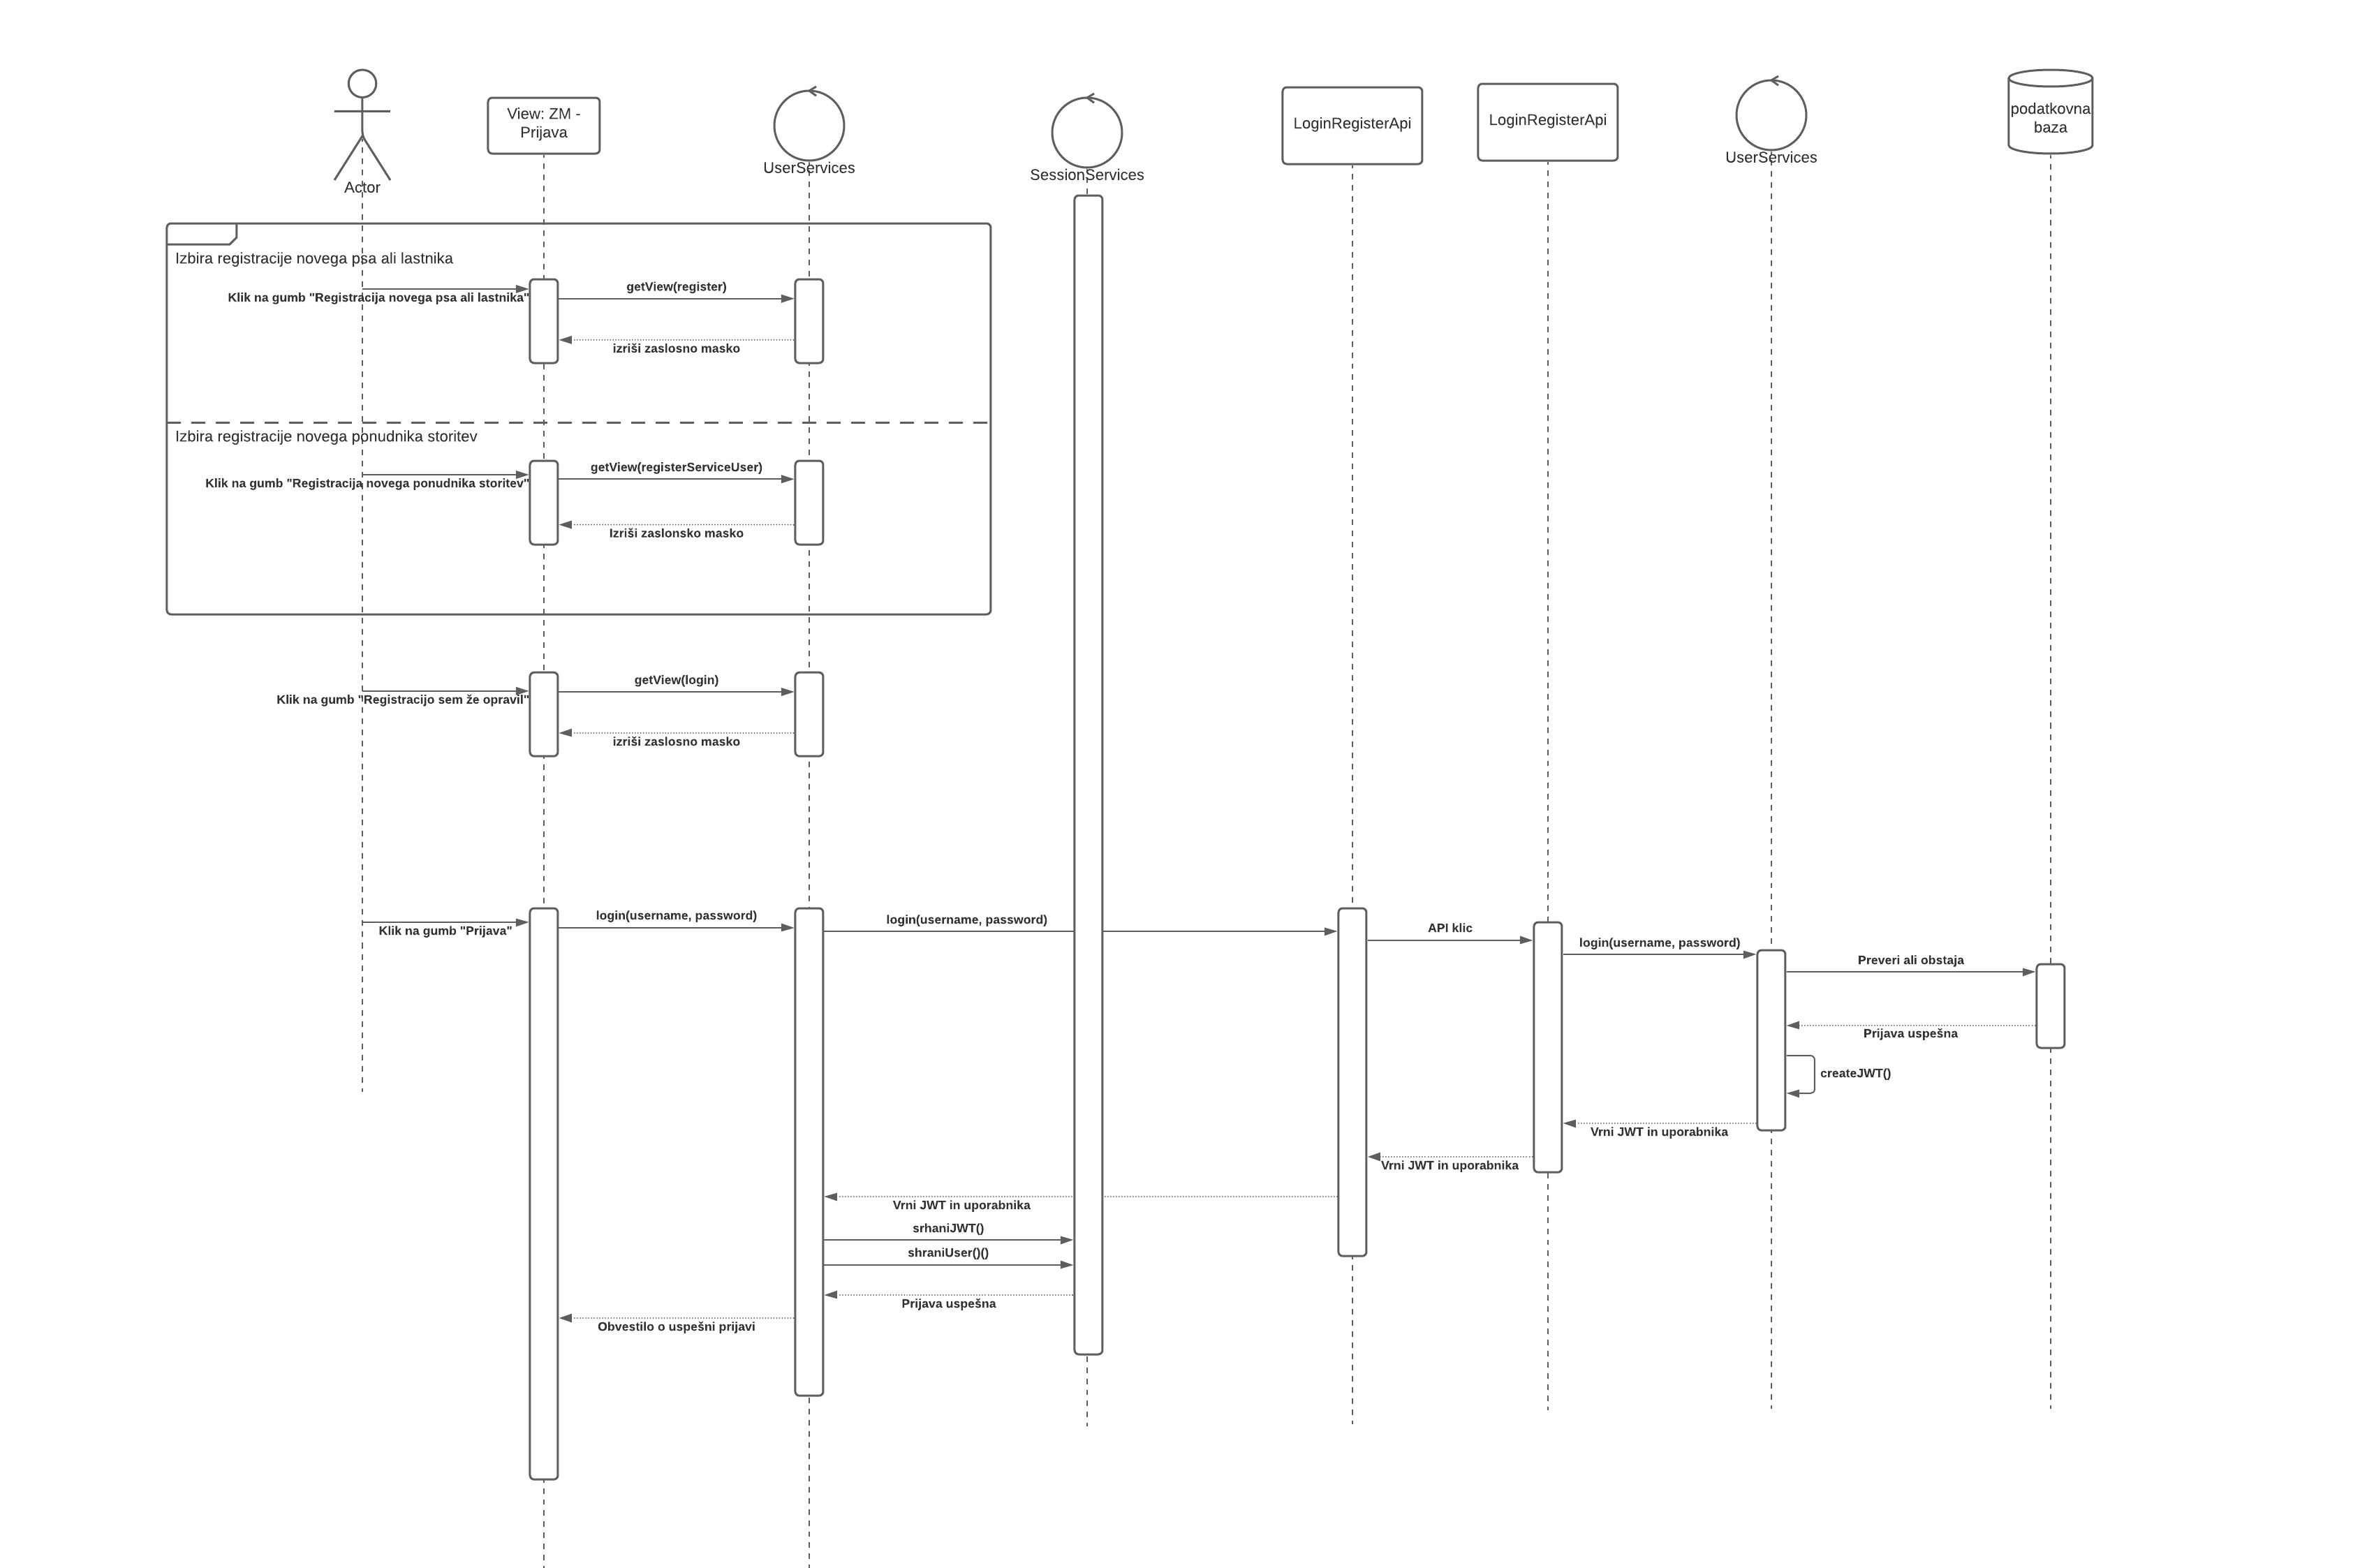 View: ZM -
Prijava
UserServices
Actor
SessionServices
LoginRegisterApi
LoginRegisterApi
UserServices
podatkovna
baza
Izbira registracije novega psa ali lastnika
Klik na gumb "Registracija novega psa ali lastnika"
getView(register)
izriši zaslosno masko
Izbira registracije novega ponudnika storitev
Klik na gumb "Registracija novega ponudnika storitev"
getView(registerServiceUser)
Izriši zaslonsko masko
Klik na gumb "Registracijo sem že opravil"
getView(login)
izriši zaslosno masko
Klik na gumb "Prijava"
login(username, password)
login(username, password)
API klic
login(username, password)
Preveri ali obstaja
Prijava uspešna
createJWT()
Vrni JWT in uporabnika
Vrni JWT in uporabnika
Vrni JWT in uporabnika
srhaniJWT()
shraniUser()()
Prijava uspešna
Obvestilo o uspešni prijavi